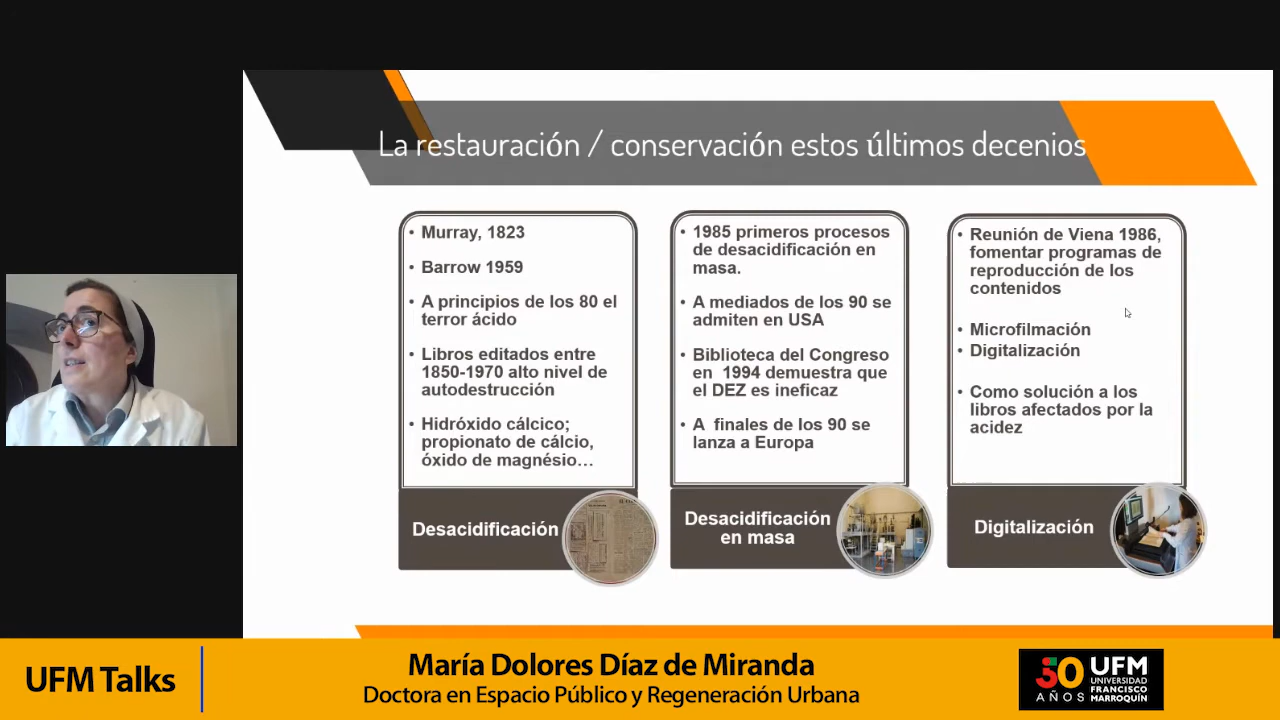 La restauración / conservación estos últimos decenios
• Murray, 1823
• Barrow 1959
• A principios de los 80 el
terror ácido
• Libros editados entre
1850-1970 alto nivel de
autodestrucción
• Hidróxido cálcico;
propionato de cálcio,
óxido de magnésio…
Desacidificación
• 1985 primeros procesos
de desacidificación en
masa.
• A mediados de los 90 se
admiten en USA
• Biblioteca del Congreso
en 1994 demuestra que
el DEZ es ineficaz
• A finales de los 90 se
lanza a Europa
Desacidificación
en masa
• Reunión de Viena 1986,
fomentar programas de
reproducción de los
contenidos
• Microfilmación
• Digitalización
• Como solución a los
libros afectados por la
acidez
Digitalización
UFM Talks
María Dolores Díaz de Miranda
Doctora en Espacio Público y Regeneración Urbana
50
AÑOS
UFM
UNIVERSIDAD
FRANCISCO
MARROQUÍN